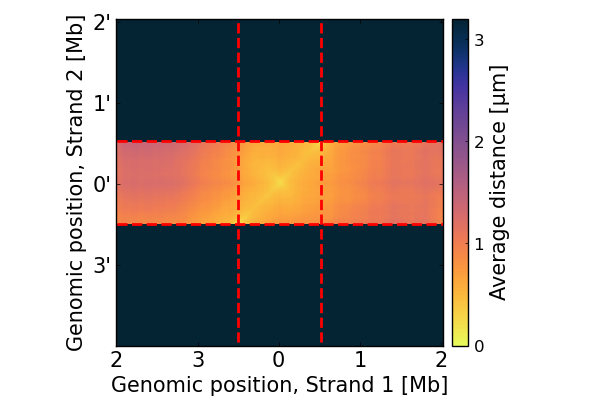 2'
1'
0'
3'
Genomic position, Strand 2 [Mb]
2 3 0 1 2
Genomic position, Strand 1 [Mb]
3
2
1
0
Average distance [μm]